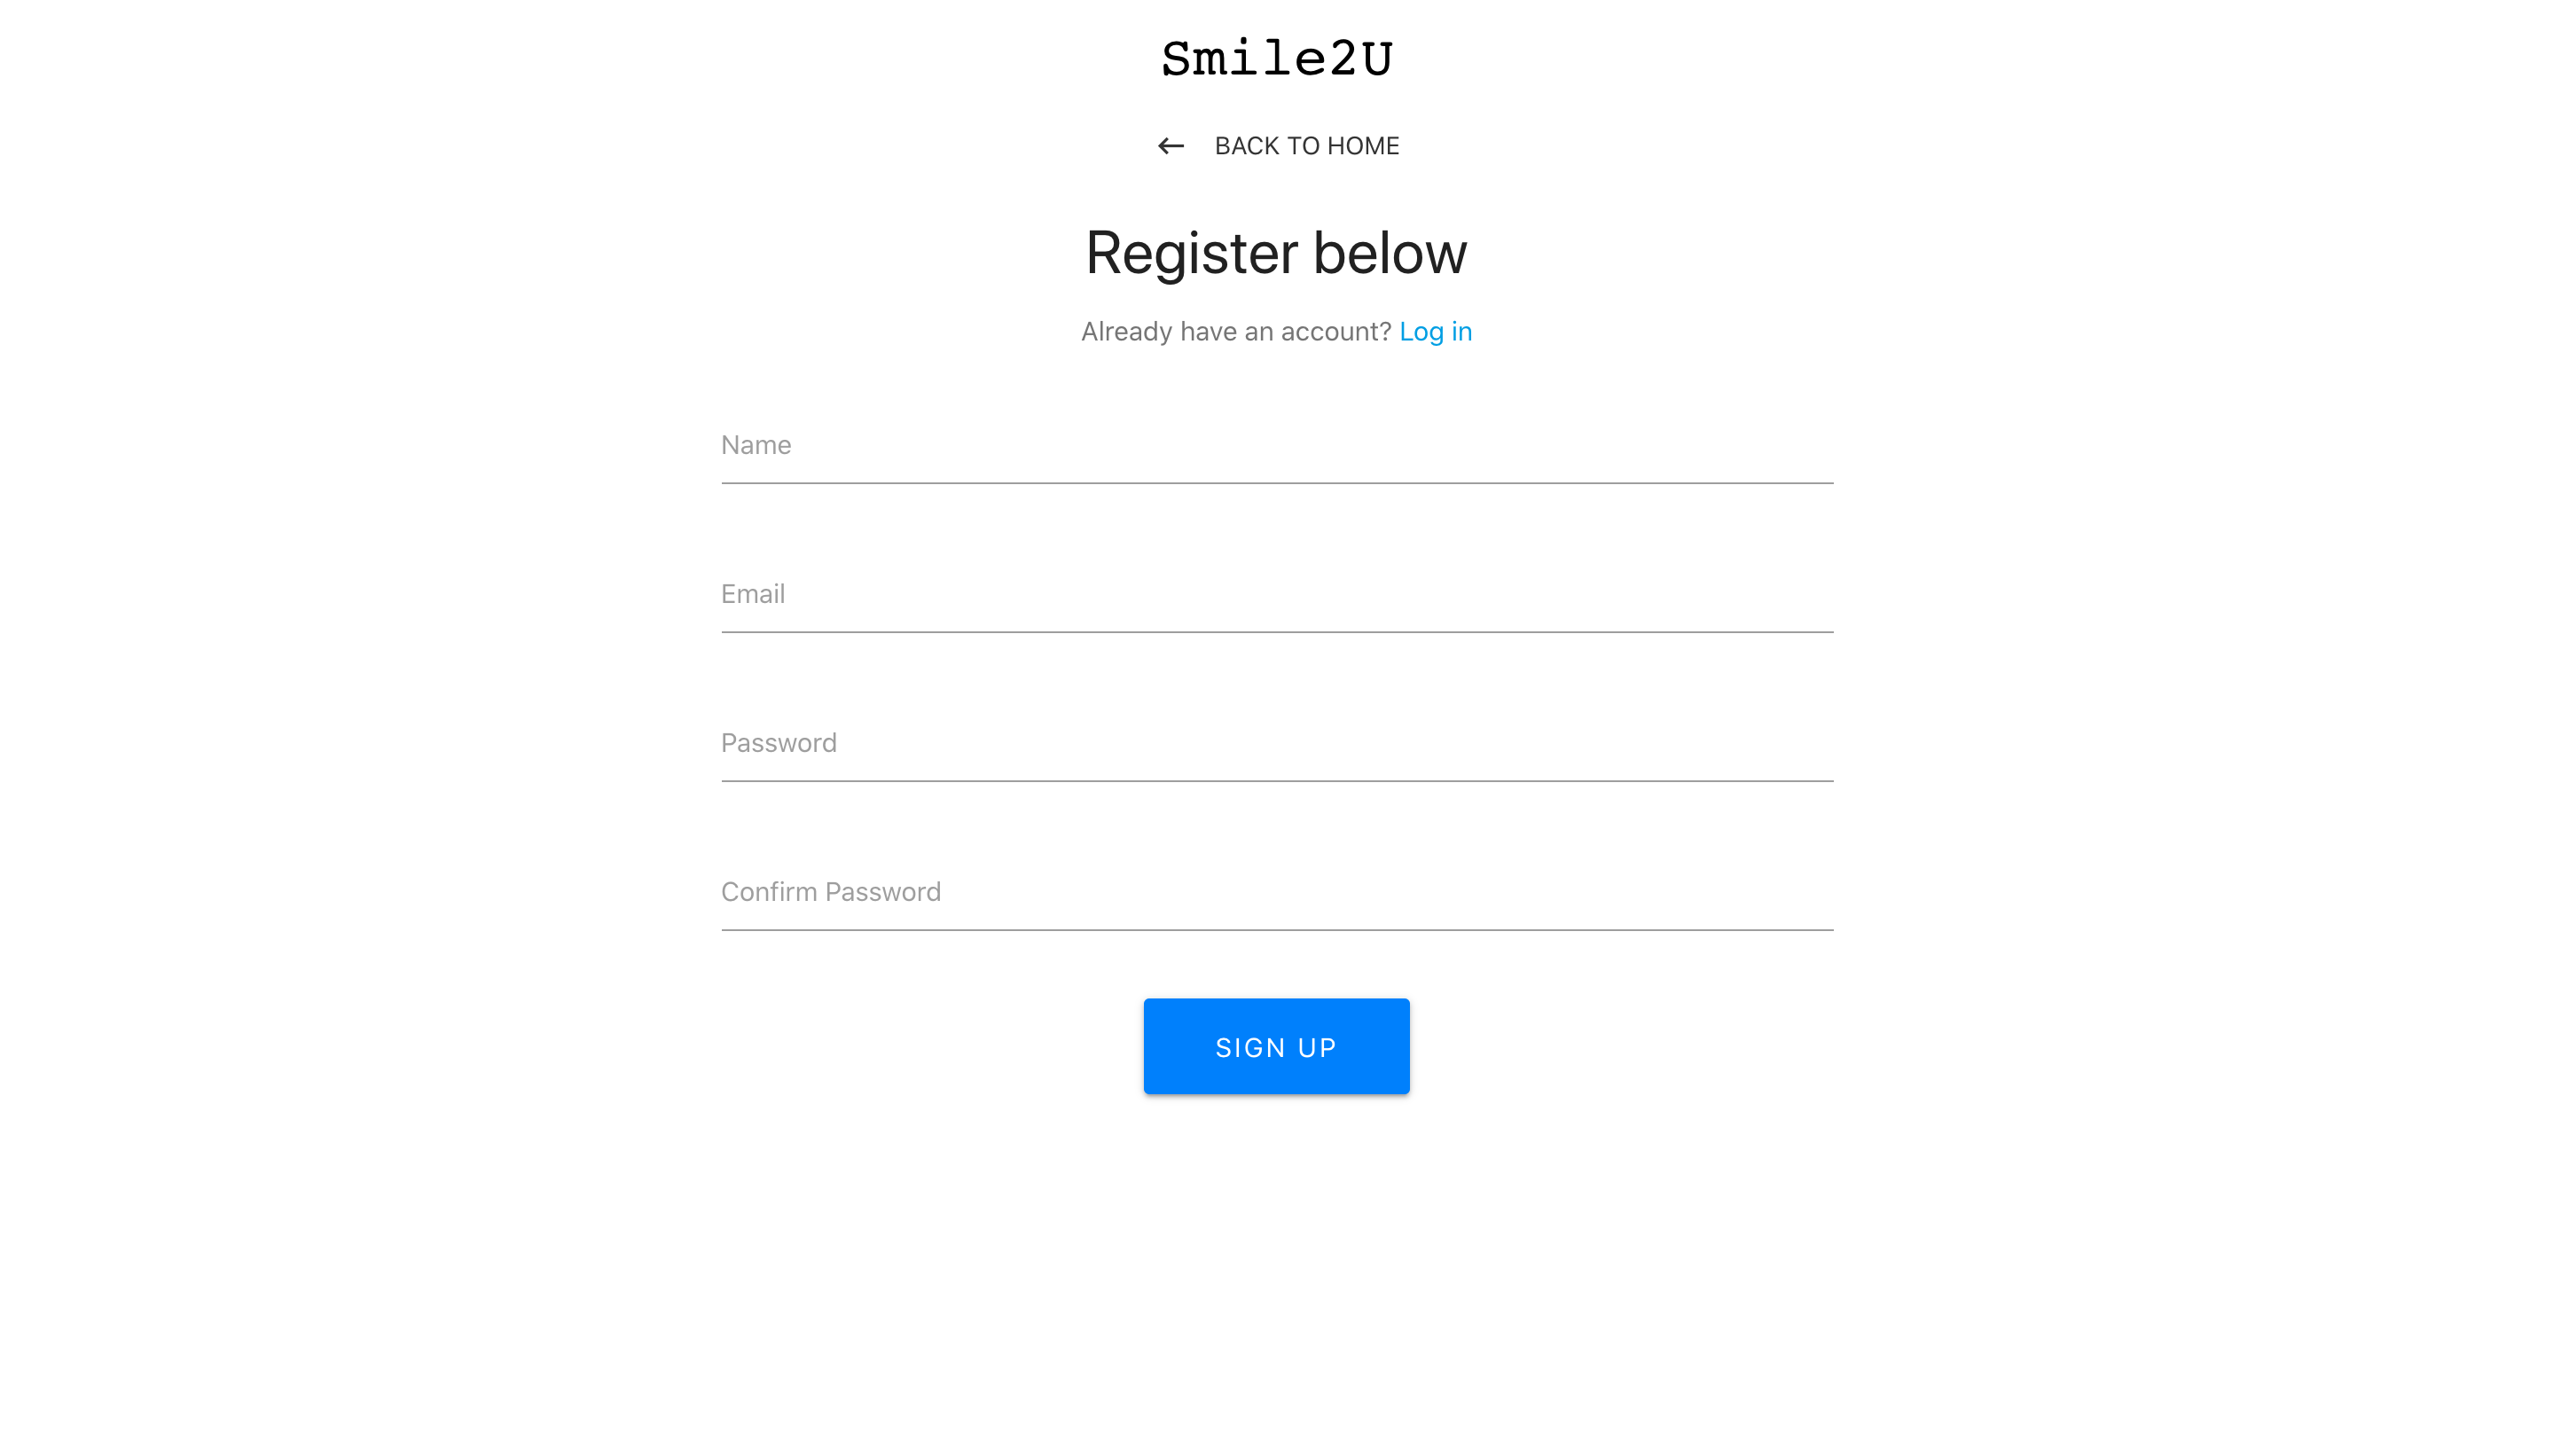 Smile2U
← BACK TO HOME
Register below
Already have an account? Log in
Name
Email
Password
Confirm Password
SIGN UP